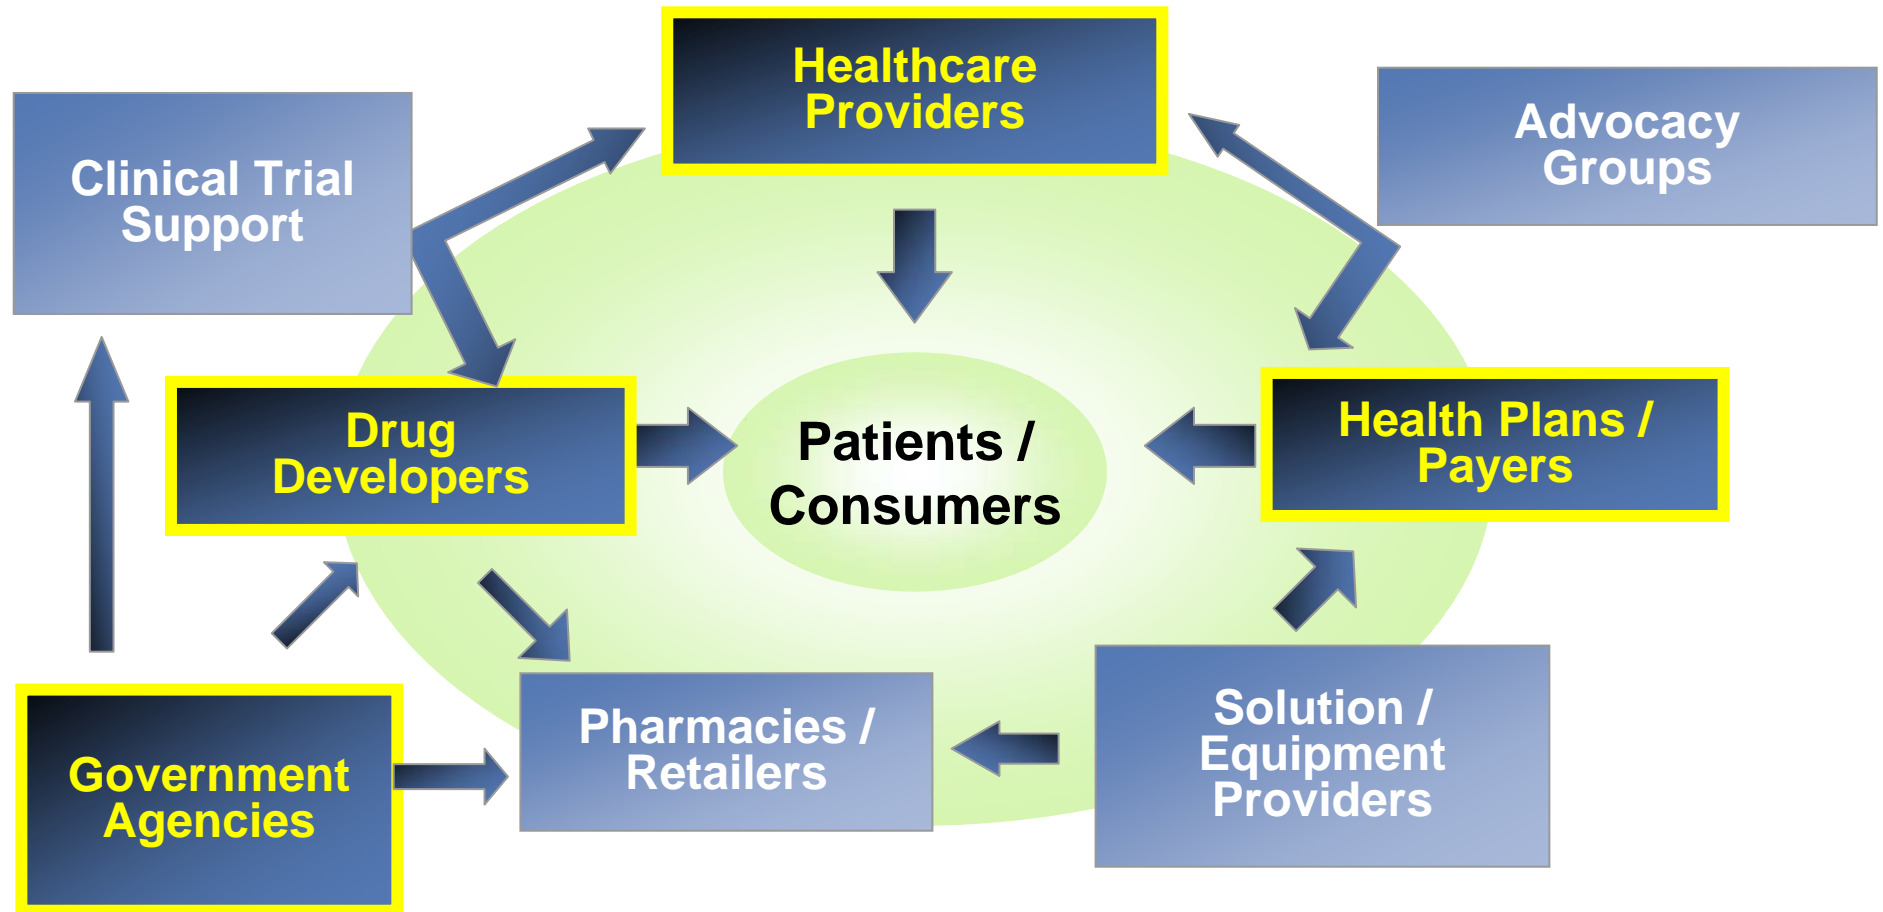 Healthcare
Providers
Advocacy
Groups
Clinical Trial
Support
Drug
Developers
Patients /
Consumers
Health Plans /
Payers
Government
Agencies
Pharmacies /
Retailers
Solution /
Equipment
Providers